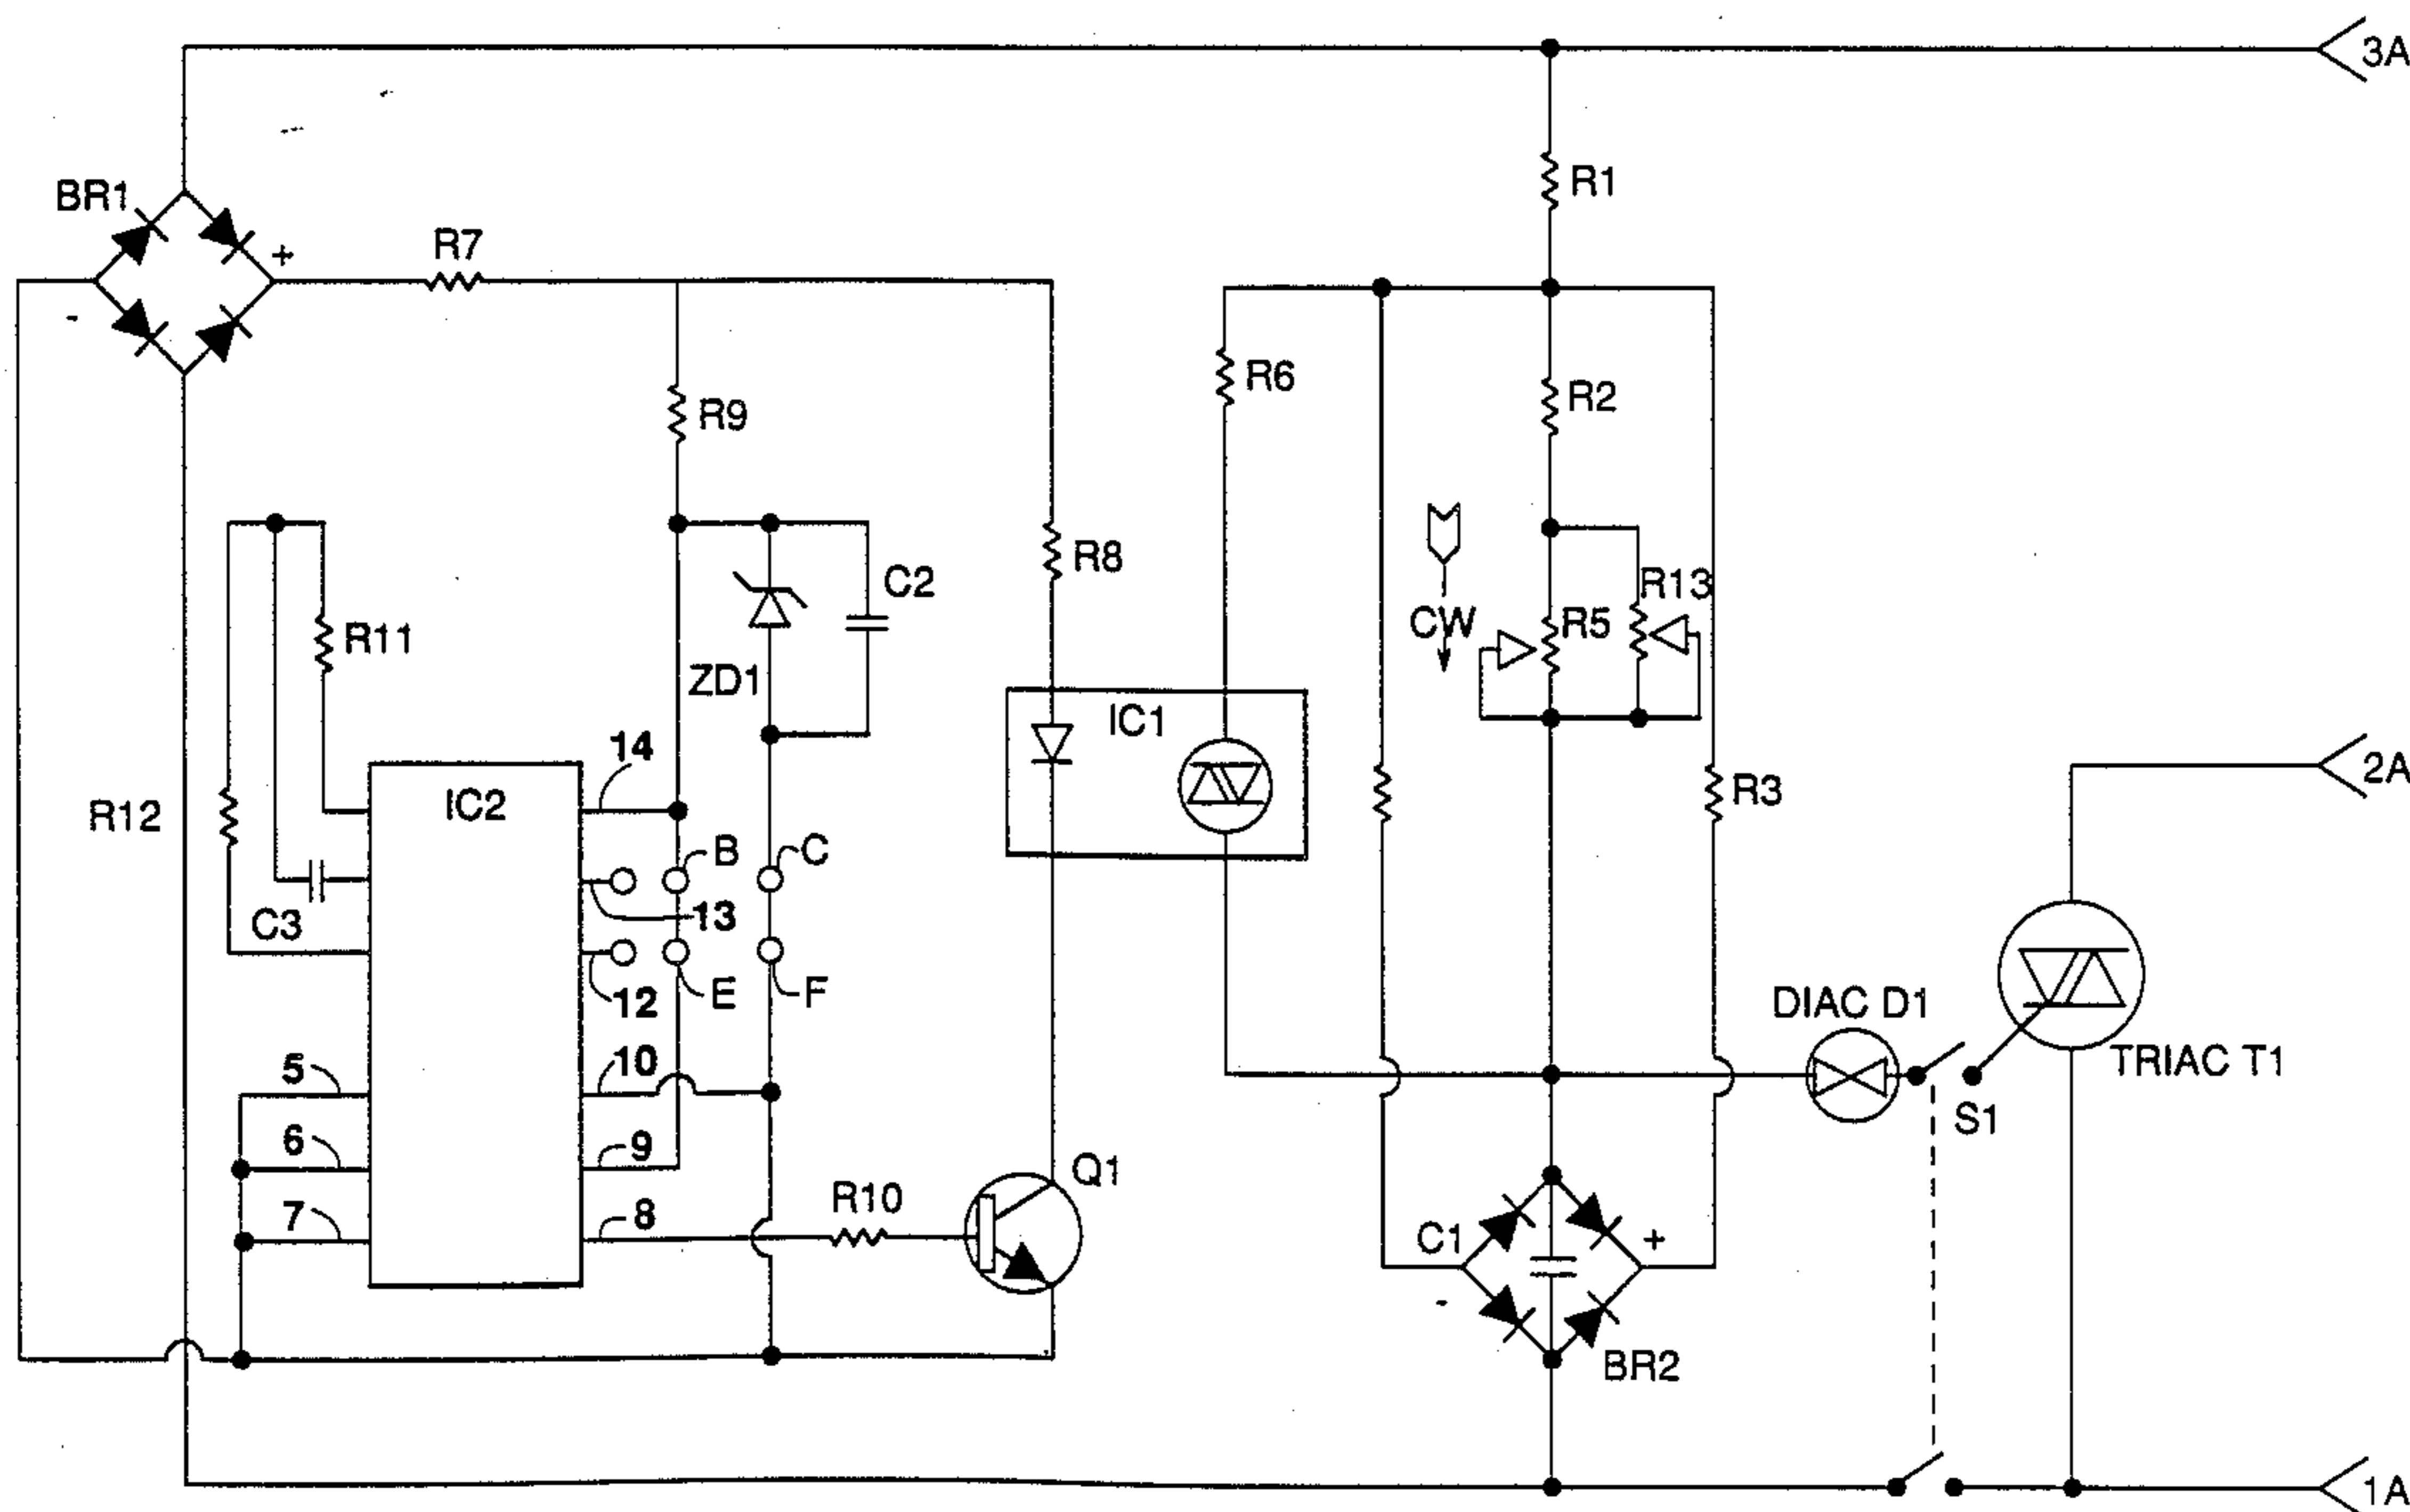 3A
BR1
+
-
R7
R1
R6
R2
R9
R8
C2
R13
CW
R5
R11
ZD1
IC1
14
IC2
R12
R3
2A
B
C
13
C3
12
E
F
DIAC D1
10
5
TRIAC T1
S1
9
6
Q1
8
R10
7
C1
+
-
BR2
1A